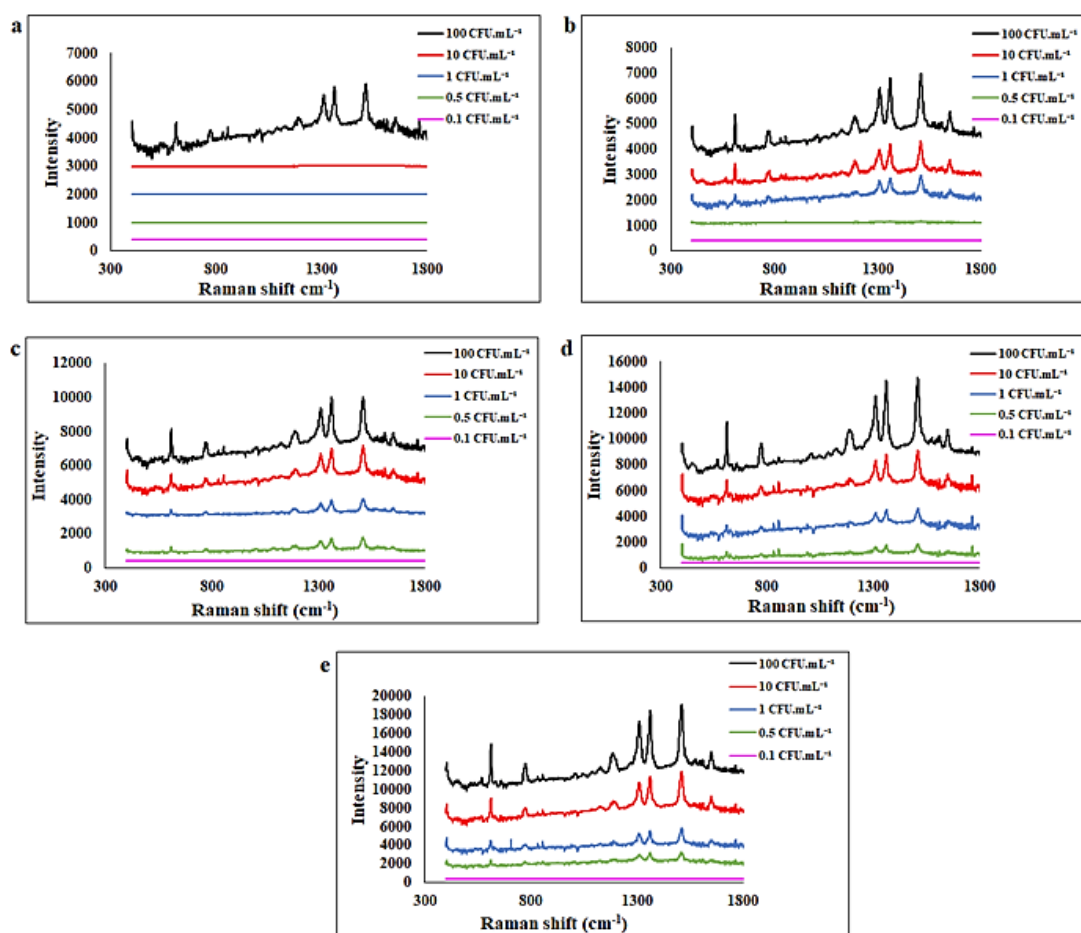 a
100 CFU.mL⁻¹
10 CFU.mL⁻¹
1 CFU.mL⁻¹
0.5 CFU.mL⁻¹
0.1 CFU.mL⁻¹
7000
6000
5000
4000
3000
2000
1000
0
Intensity
300 800 1300 1800
Raman shift cm⁻¹
b
100 CFU.mL⁻¹
10 CFU.mL⁻¹
1 CFU.mL⁻¹
0.5 CFU.mL⁻¹
0.1 CFU.mL⁻¹
8000
7000
6000
5000
4000
3000
2000
1000
0
Intensity
300 800 1300 1800
Raman shift (cm⁻¹)
c
100 CFU.mL⁻¹
10 CFU.mL⁻¹
1 CFU.mL⁻¹
0.5 CFU.mL⁻¹
0.1 CFU.mL⁻¹
12000
10000
8000
6000
4000
2000
0
Intensity
300 800 1300 1800
Raman shift (cm⁻¹)
d
100 CFU.mL⁻¹
10 CFU.mL⁻¹
1 CFU.mL⁻¹
0.5 CFU.mL⁻¹
0.1 CFU.mL⁻¹
16000
14000
12000
10000
8000
6000
4000
2000
0
Intensity
300 800 1300 1800
Raman shift (cm⁻¹)
e
100 CFU.mL⁻¹
10 CFU.mL⁻¹
1 CFU.mL⁻¹
0.5 CFU.mL⁻¹
0.1 CFU.mL⁻¹
20000
18000
16000
14000
12000
10000
8000
6000
4000
2000
0
Intensity
300 800 1300 1800
Raman shift (cm⁻¹)